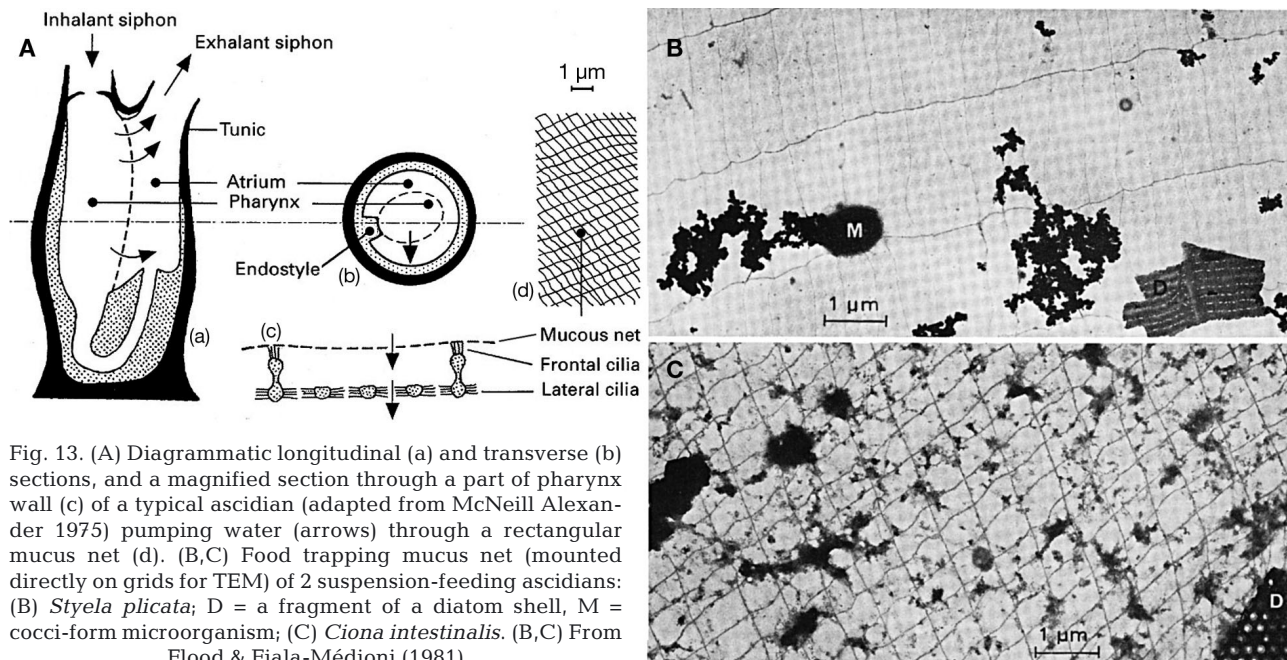 Inhalant siphon
A
Exhalant siphon
1 μm
Tunic
Atrium
Pharynx
Endostyle
(b)
(d)
(a)
(c)
Mucous net
Frontal cilia
Lateral cilia
Fig. 13. (A) Diagrammatic longitudinal (a) and transverse (b)
sections, and a magnified section through a part of pharynx
wall (c) of a typical ascidian (adapted from McNeill Alexan-
der 1975) pumping water (arrows) through a rectangular
mucus net (d). (B,C) Food trapping mucus net (mounted
directly on grids for TEM) of 2 suspension-feeding ascidians:
(B) Styela plicata; D = a fragment of a diatom shell, M =
cocci-form microorganism; (C) Ciona intestinalis. (B,C) From
Flood & Fiala-Médioni (1981)
B
M
D
1 μm
C
D
1 μm